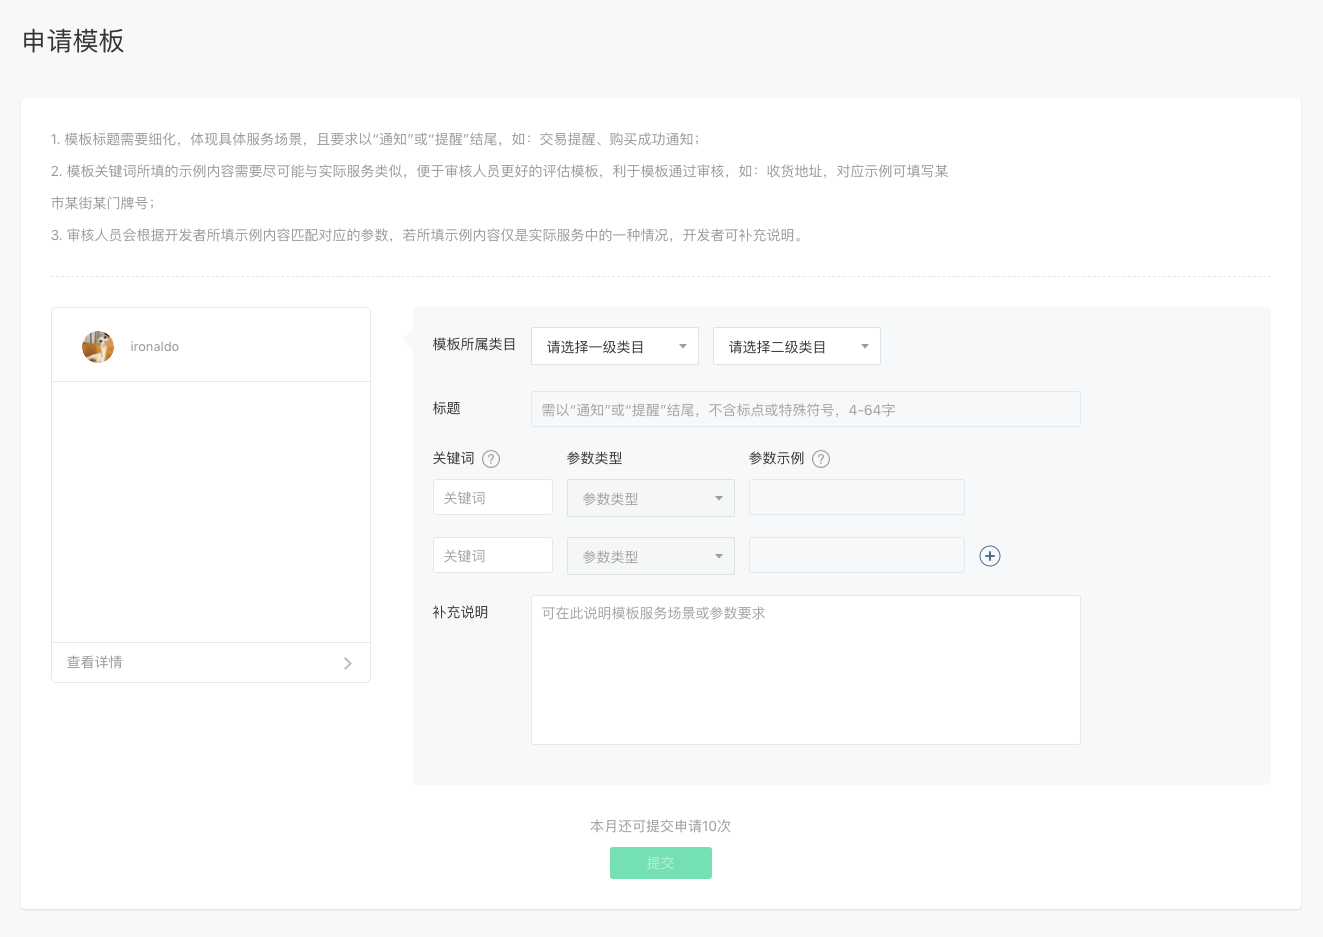 申请模板
1. 模板标题需要细化，体现具体服务场景，且要求以“通知”或“提醒”结尾，如：交易提醒、购买成功通知；
2. 模板关键词所填的示例内容需要尽可能与实际服务类似，便于审核人员更好的评估模板，利于模板通过审核，如：收货地址，对应示例可填写某
市某街某门牌号；
3. 审核人员会根据开发者所填示例内容匹配对应的参数，若所填示例内容仅是实际服务中的一种情况，开发者可补充说明。
ironaldo
查看详情
模板所属类目 请选择一级类目 请选择二级类目
标题 需以“通知”或“提醒”结尾，不含标点或特殊符号，4-64字
关键词 ? 参数类型 参数示例 ?
关键词 参数类型
关键词 参数类型
补充说明 可在此说明模板服务场景或参数要求
本月还可提交申请10次
提交